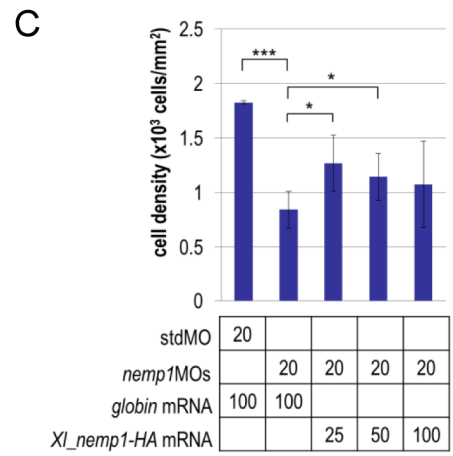 C
cell density (x10³ cells/mm²)
2.5
2
1.5
1
0.5
0
***
*
*
stdMO 20
nemp1MOs 20 20 20 20
globin mRNA 100 100
Xl_nemp1-HA mRNA 25 50 100